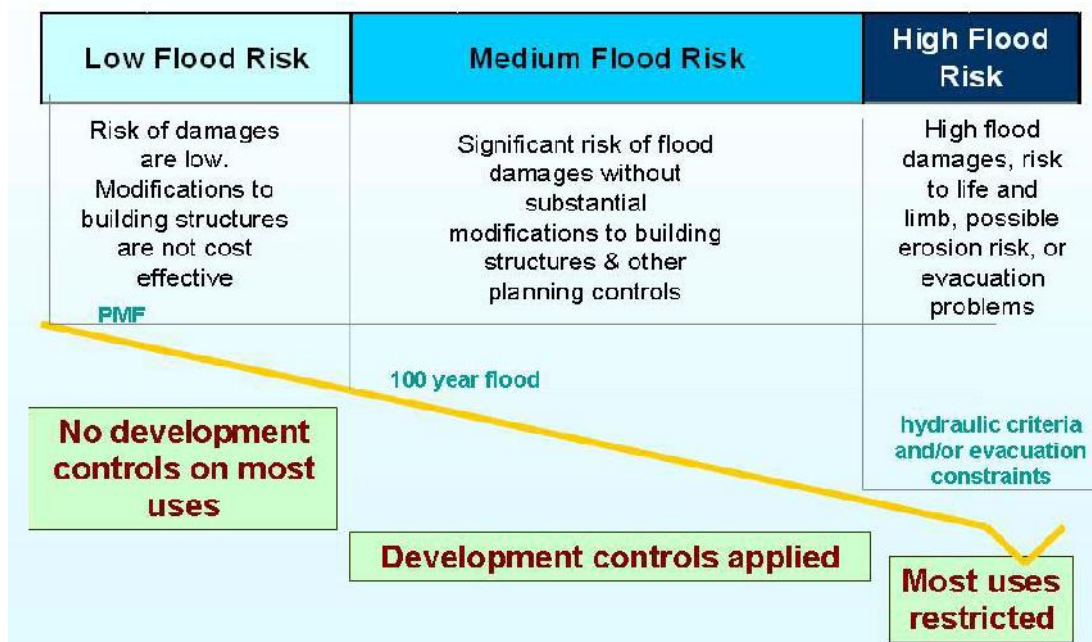 Low Flood Risk
Medium Flood Risk
High Flood
Risk
Risk of damages
are low.
Modifications to
building structures
are not cost
effective
Significant risk of flood
damages without
substantial
modifications to building
structures & other
planning controls
High flood
damages, risk
to life and
limb, possible
erosion risk, or
evacuation
problems
PMF
100 year flood
hydraulic criteria
and/or evacuation
constraints
No development
controls on most
uses
Development controls applied
Most uses
restricted